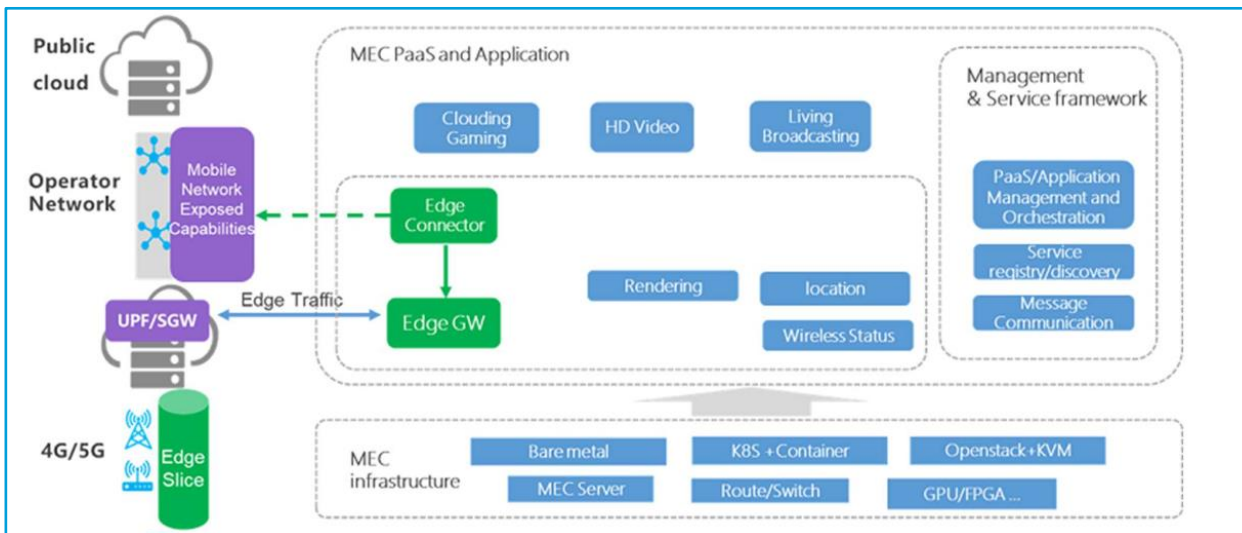 Public
cloud
MEC PaaS and Application
Management
& Service framework
Clouding
Gaming
HD Video
Living
Broadcasting
Operator
Network
Mobile
Network
Exposed
Capabilities
Edge
Connector
PaaS/Application
Management and
Orchestration
Service
registry/discovery
Message
Communication
Rendering
location
Wireless Status
UPF/SGW
Edge Traffic
Edge GW
4G/5G
Edge
Slice
MEC
infrastructure
Bare metal
K8S +Container
Openstack+KVM
MEC Server
Route/Switch
GPU/FPGA ...